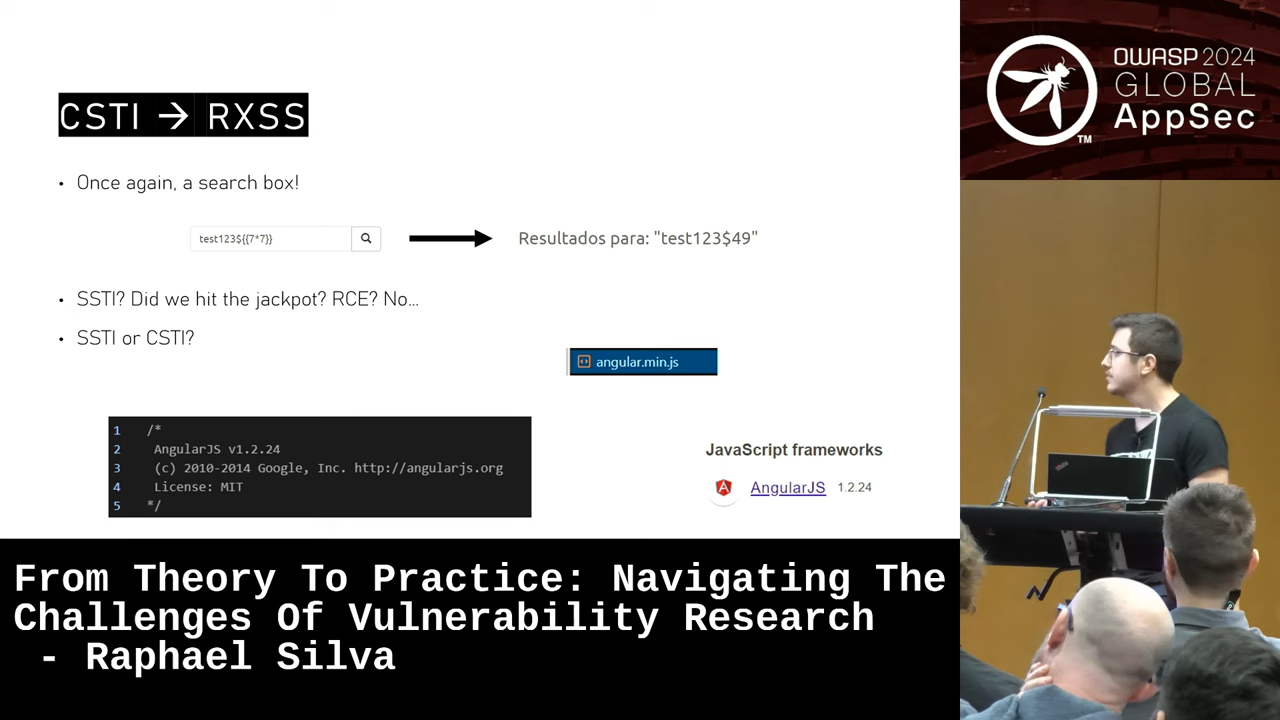 CSTI → RXSS
• Once again, a search box!
test123${{7*7}}
Resultados para: "test123$49"
• SSTI? Did we hit the jackpot? RCE? No...
• SSTI or CSTI?
angular.min.js
1 /*
2 AngularJS v1.2.24
3 (c) 2010-2014 Google, Inc. http://angularjs.org
4 License: MIT
5 */
JavaScript frameworks
AngularJS 1.2.24
OWASP 2024
GLOBAL
AppSec
TM
From Theory To Practice: Navigating The
Challenges Of Vulnerability Research
- Raphael Silva